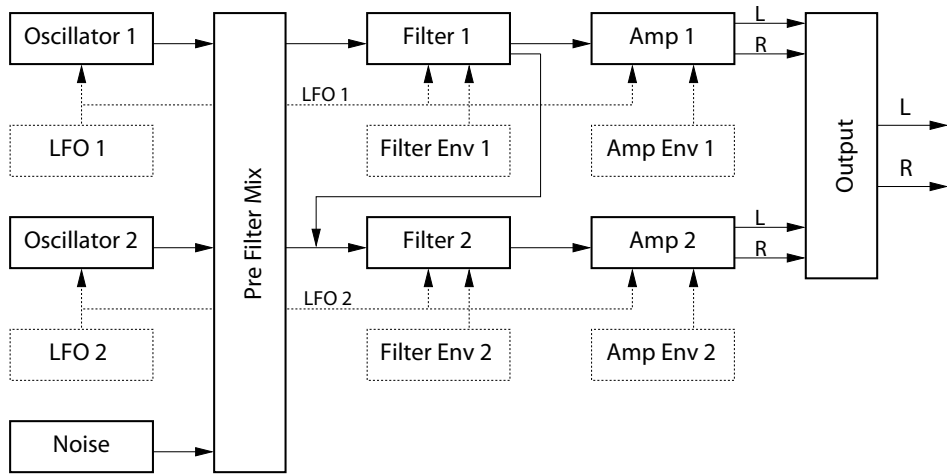 Oscillator 1
Filter 1
Amp 1
L
R
LFO 1
LFO 1
Filter Env 1
Amp Env 1
Pre Filter Mix
Output
L
R
Oscillator 2
Filter 2
Amp 2
L
R
LFO 2
LFO 2
Filter Env 2
Amp Env 2
Noise